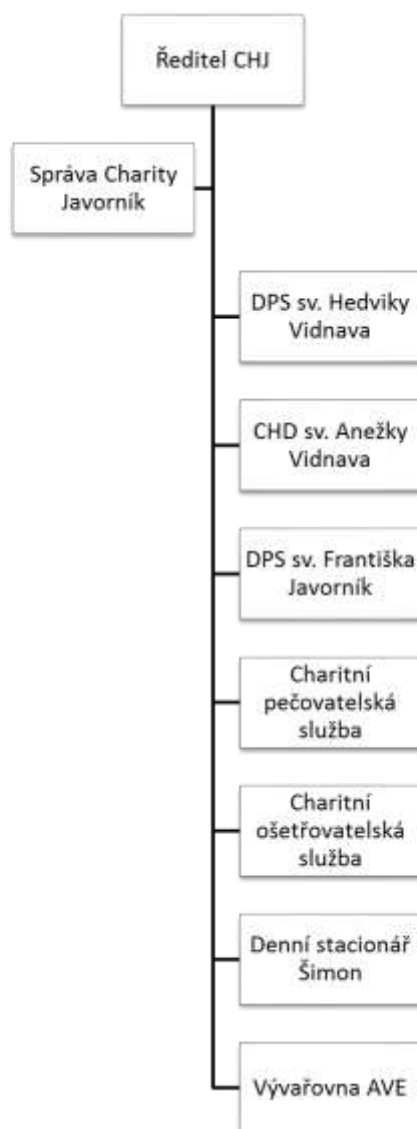 Ředitel CHJ
Správa Charity
Javorník
DPS sv. Hedviky
Vidnava
CHD sv. Anežky
Vidnava
DPS sv. Františka
Javorník
Charitní
pečovatelská
služba
Charitní
ošetřovatelská
služba
Denní stacionář
Šimon
Vývařovna AVE